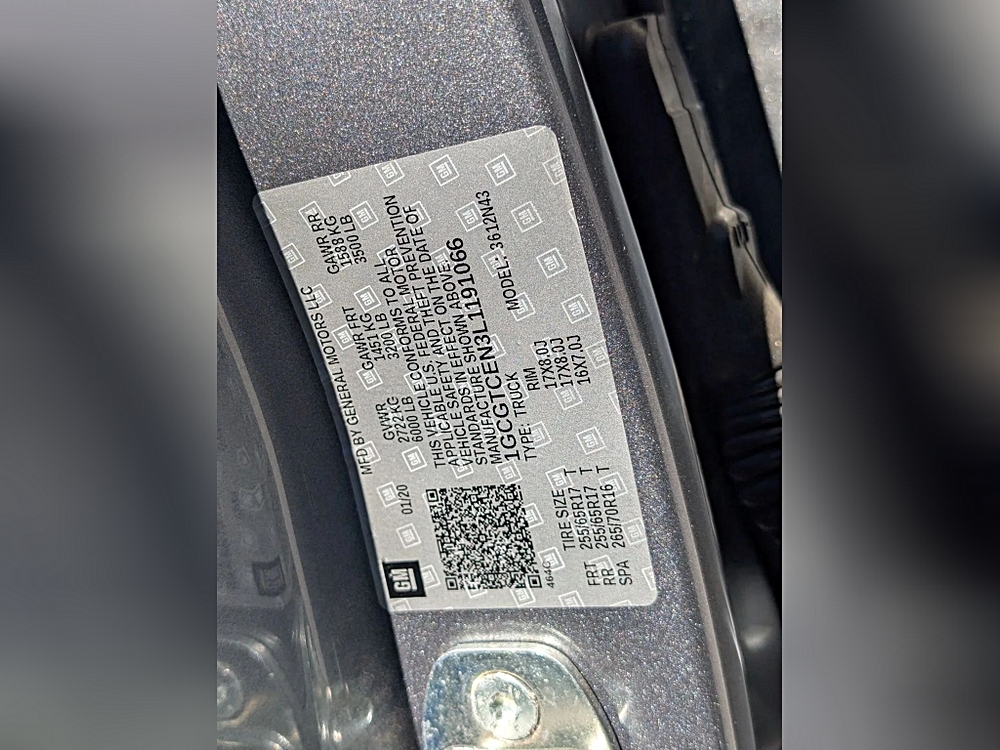 GM
01/20
MFD BY GENERAL MOTORS LLC
GVWR GAWR FRT GAWR RR
2722 KG 1451 KG 1588 KG
6000 LB 3200 LB 3500 LB
THIS VEHICLE CONFORMS TO ALL
APPLICABLE U.S. FEDERAL MOTOR
VEHICLE SAFETY AND THEFT PREVENTION
STANDARDS IN EFFECT ON THE DATE OF
MANUFACTURE SHOWN ABOVE.
1GCGTCEN3L1191066
TYPE: TRUCK MODEL: 3612N43
464C
TIRE SIZE RIM
FRT 255/65R17 T 17X8.0J
RR 255/65R17 T 17X8.0J
SPA 265/70R16 T 16X7.0J